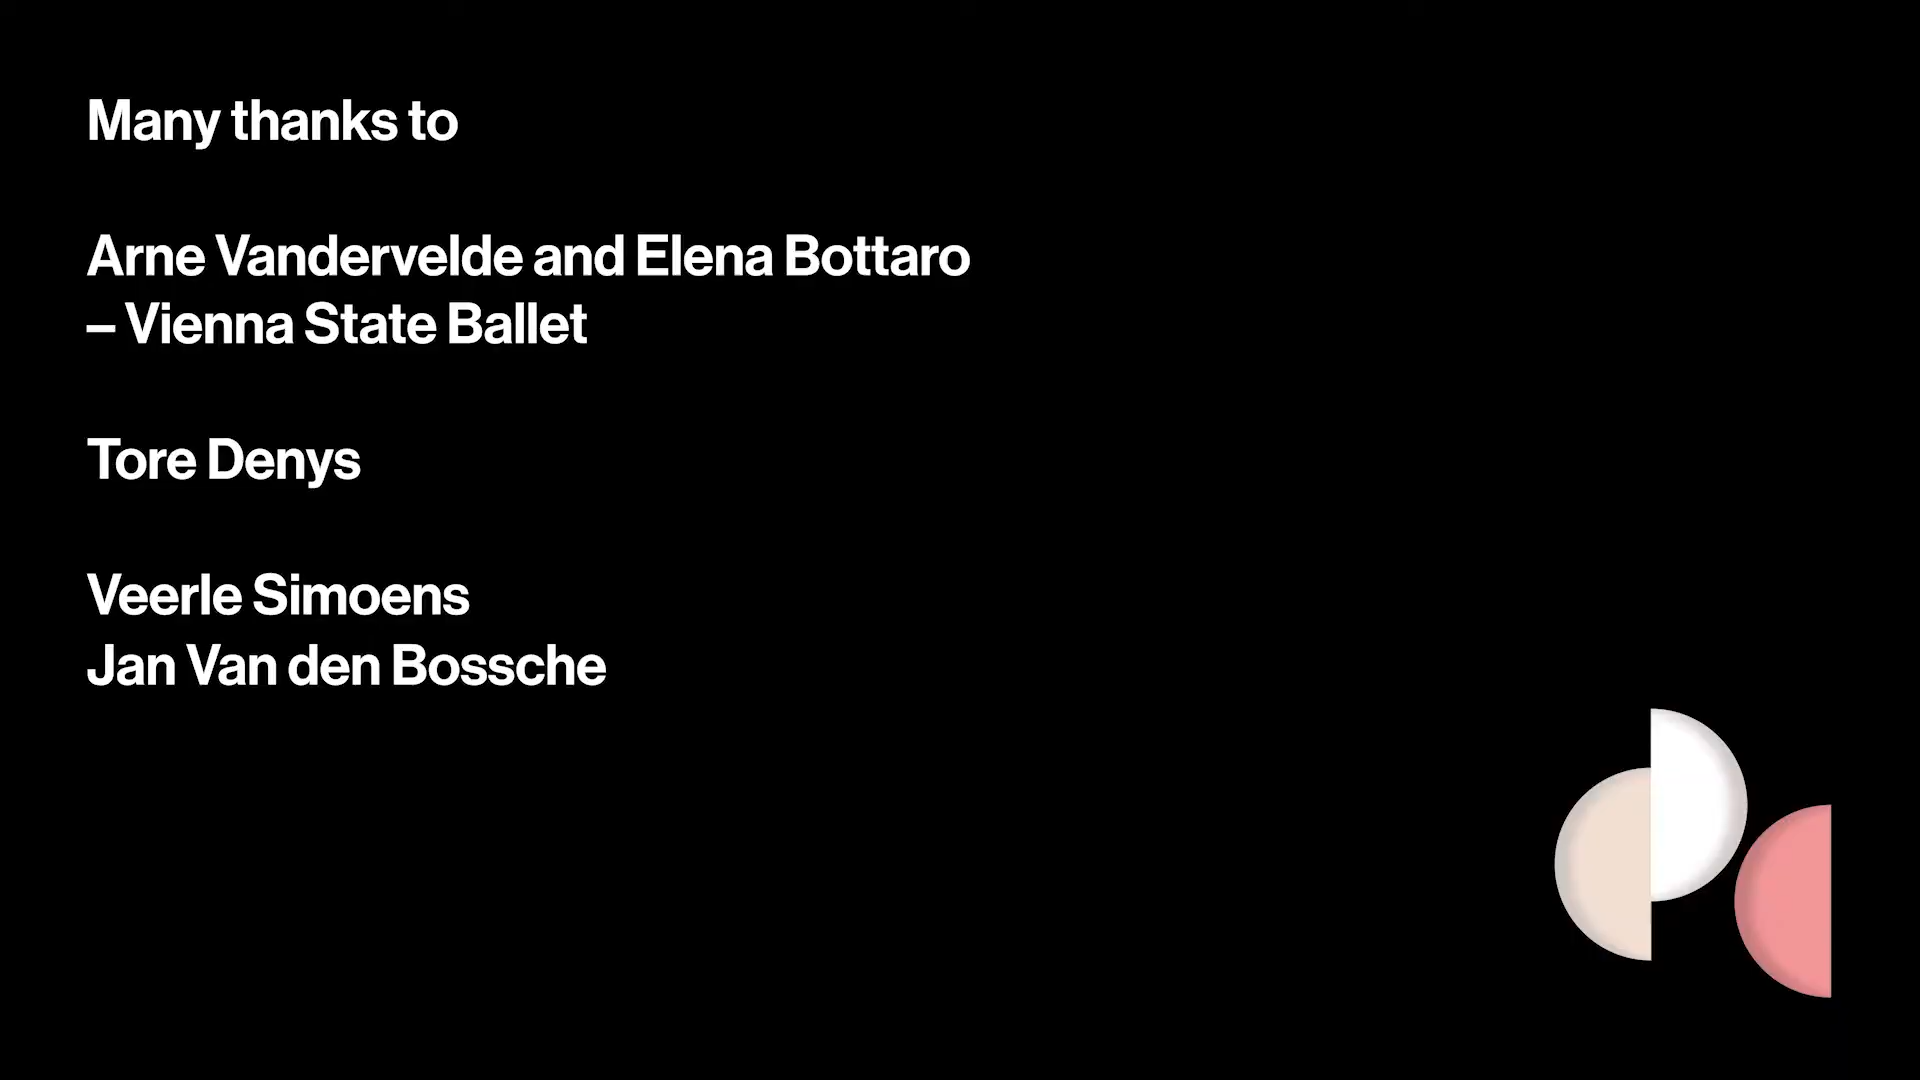 Many thanks to
Arne Vandervelde and Elena Bottaro
– Vienna State Ballet
Tore Denys
Veerle Simoens
Jan Van den Bossche